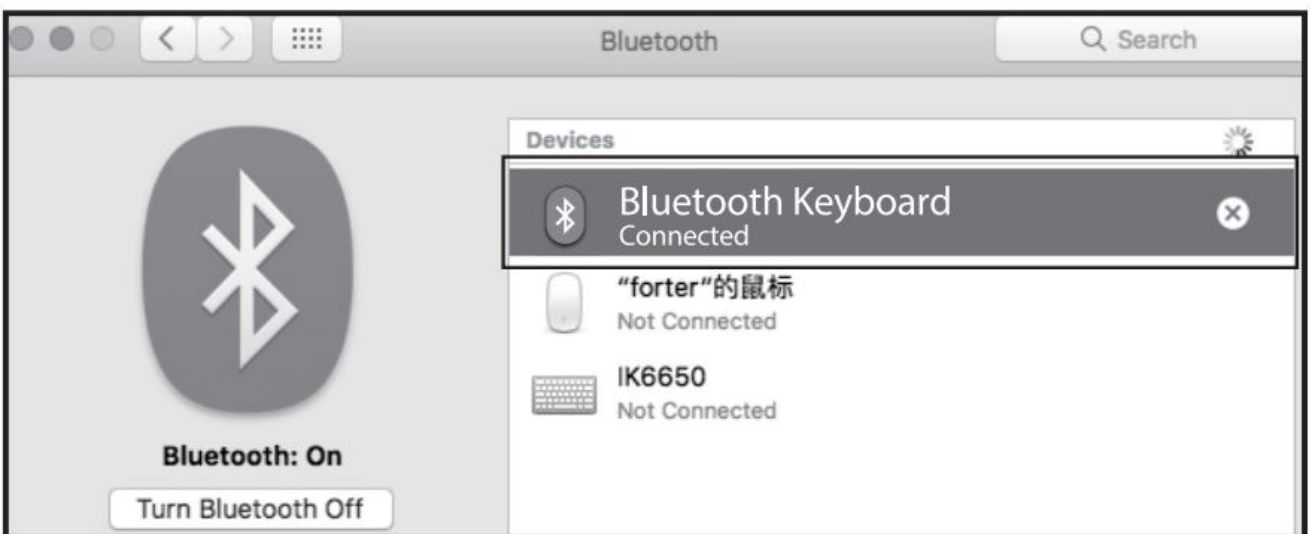 Bluetooth
Search
Devices
Bluetooth Keyboard
Connected
“forter”的鼠标
Not Connected
IK6650
Not Connected
Bluetooth: On
Turn Bluetooth Off